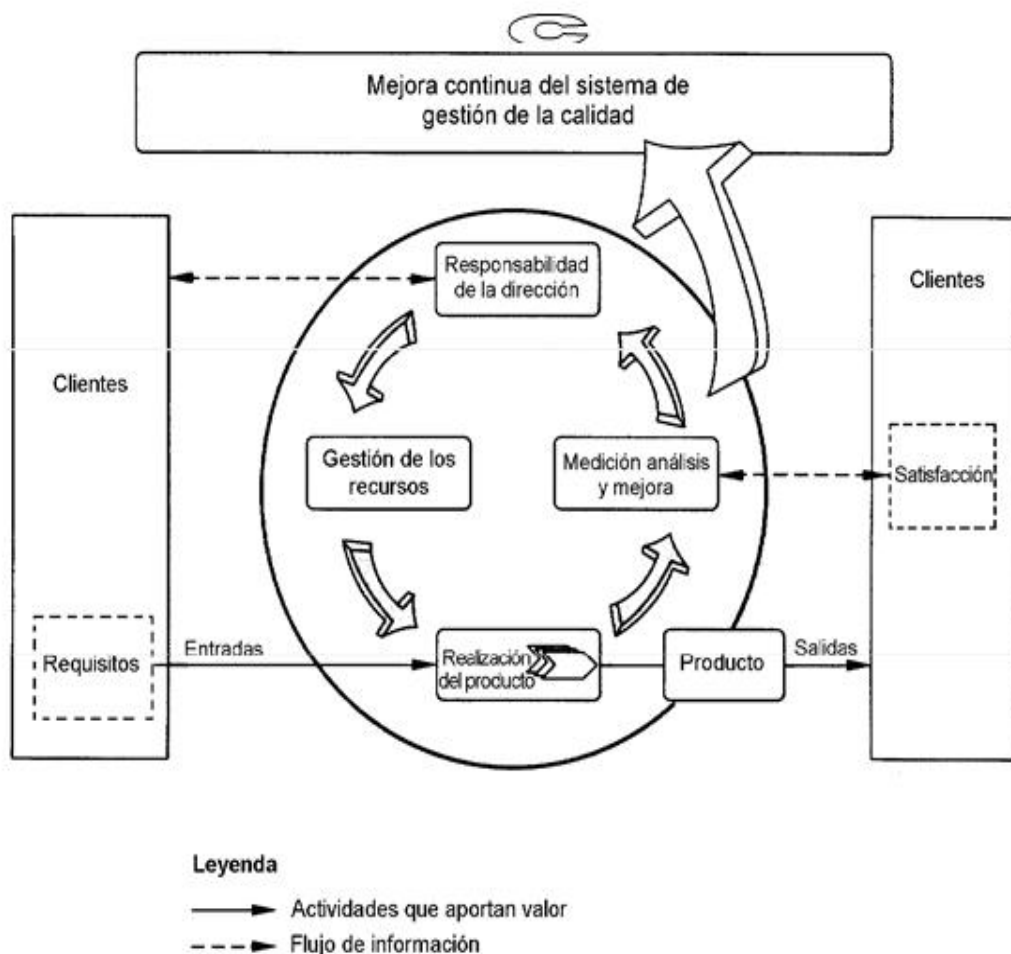 Mejora continua del sistema de
gestión de la calidad
Responsabilidad
de la dirección
Clientes
Clientes
Gestión de los
recursos
Medición análisis
y mejora
Satisfacción
Requisitos
Entradas
Realización
del producto
Producto
Salidas
Leyenda
Actividades que aportan valor
Flujo de información